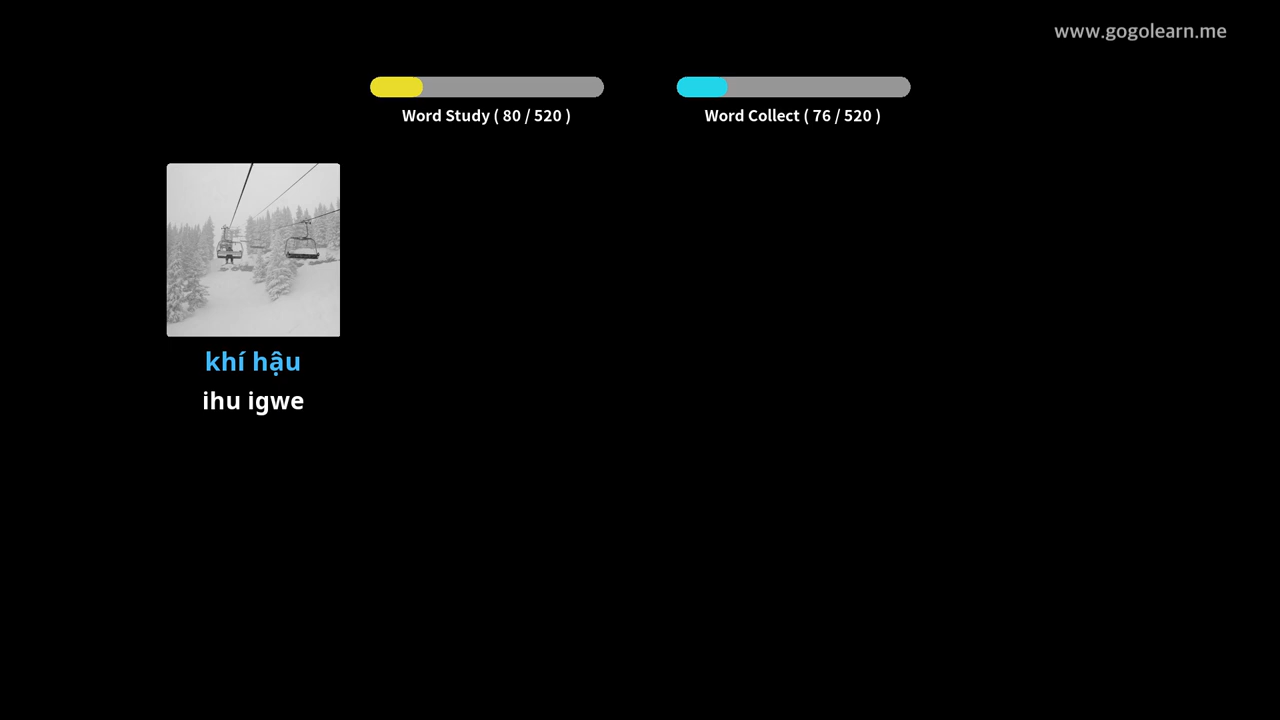 www.gogolearn.me
Word Study ( 80 / 520 )
Word Collect ( 76 / 520 )
khí hậu
ihu igwe